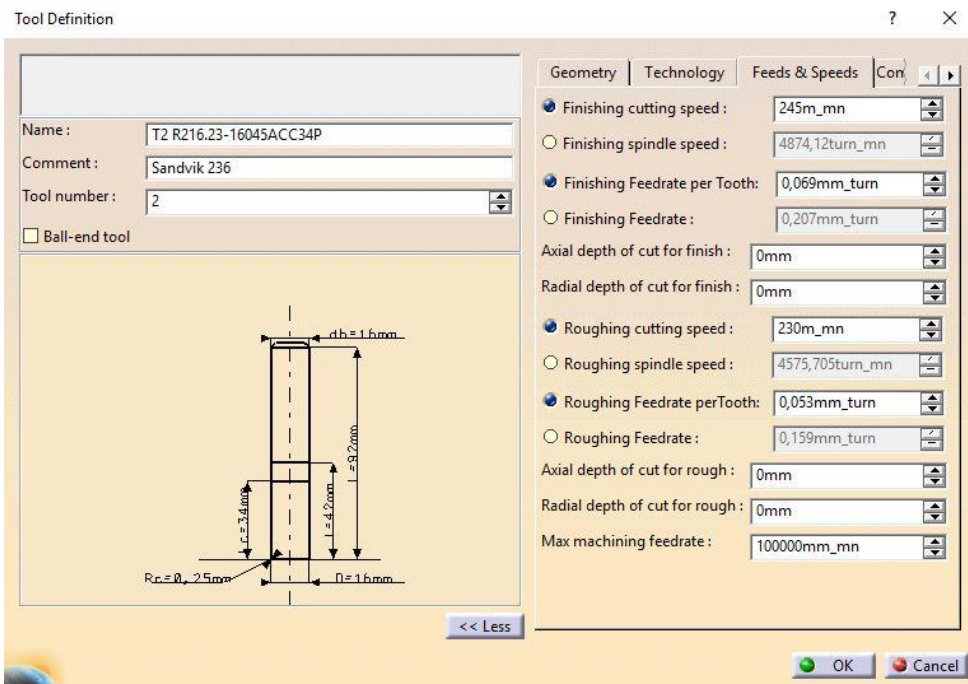 Tool Definition ? ×
Name : T2 R216.23-16045ACC34P
Comment : Sandvik 236
Tool number : 2
Ball-end tool
db=16mm
L=92mm
Lc=34mm
l=42mm
Rc=0,25mm
D=16mm
<< Less
Geometry Technology Feeds & Speeds Com
Finishing cutting speed : 245m_mn
Finishing spindle speed : 4874,12turn_mn
Finishing Feedrate per Tooth: 0,069mm_turn
Finishing Feedrate : 0,207mm_turn
Axial depth of cut for finish : 0mm
Radial depth of cut for finish : 0mm
Roughing cutting speed : 230m_mn
Roughing spindle speed : 4575,705turn_mn
Roughing Feedrate perTooth: 0,053mm_turn
Roughing Feedrate : 0,159mm_turn
Axial depth of cut for rough : 0mm
Radial depth of cut for rough : 0mm
Max machining feedrate : 100000mm_mn
OK Cancel